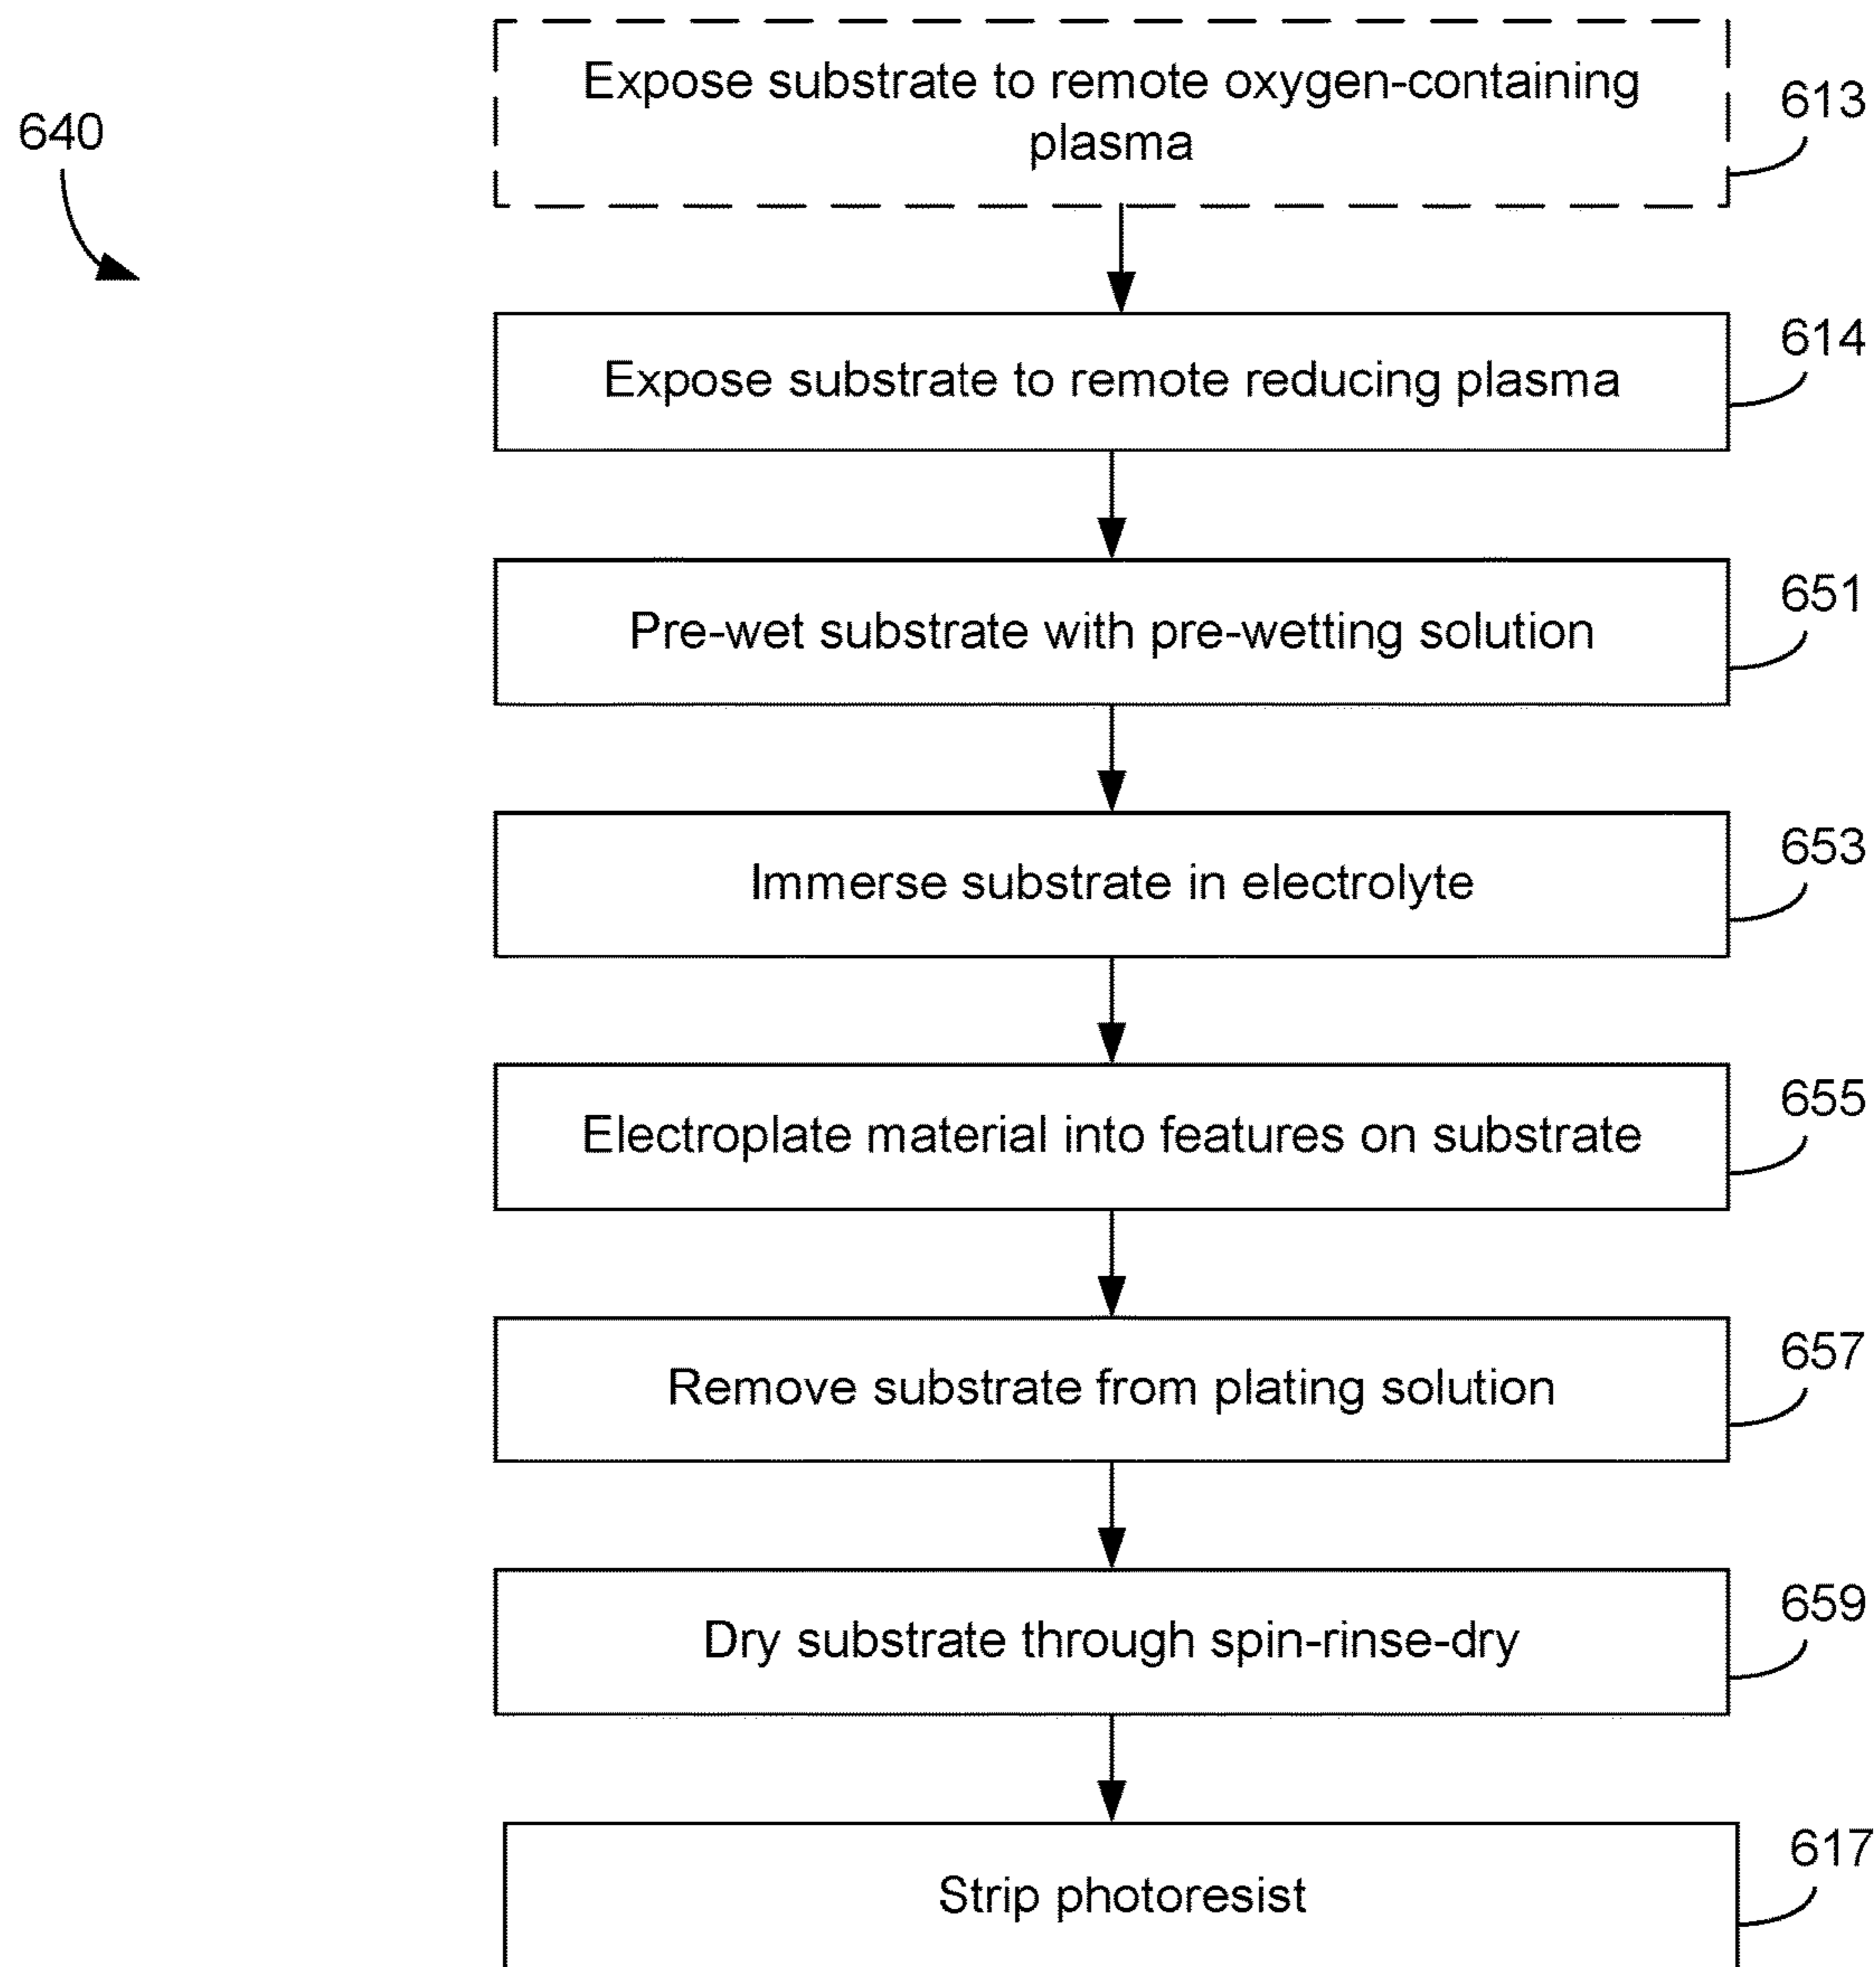 640
Expose substrate to remote oxygen-containing
plasma
613
Expose substrate to remote reducing plasma
614
Pre-wet substrate with pre-wetting solution
651
Immerse substrate in electrolyte
653
Electroplate material into features on substrate
655
Remove substrate from plating solution
657
Dry substrate through spin-rinse-dry
659
Strip photoresist
617